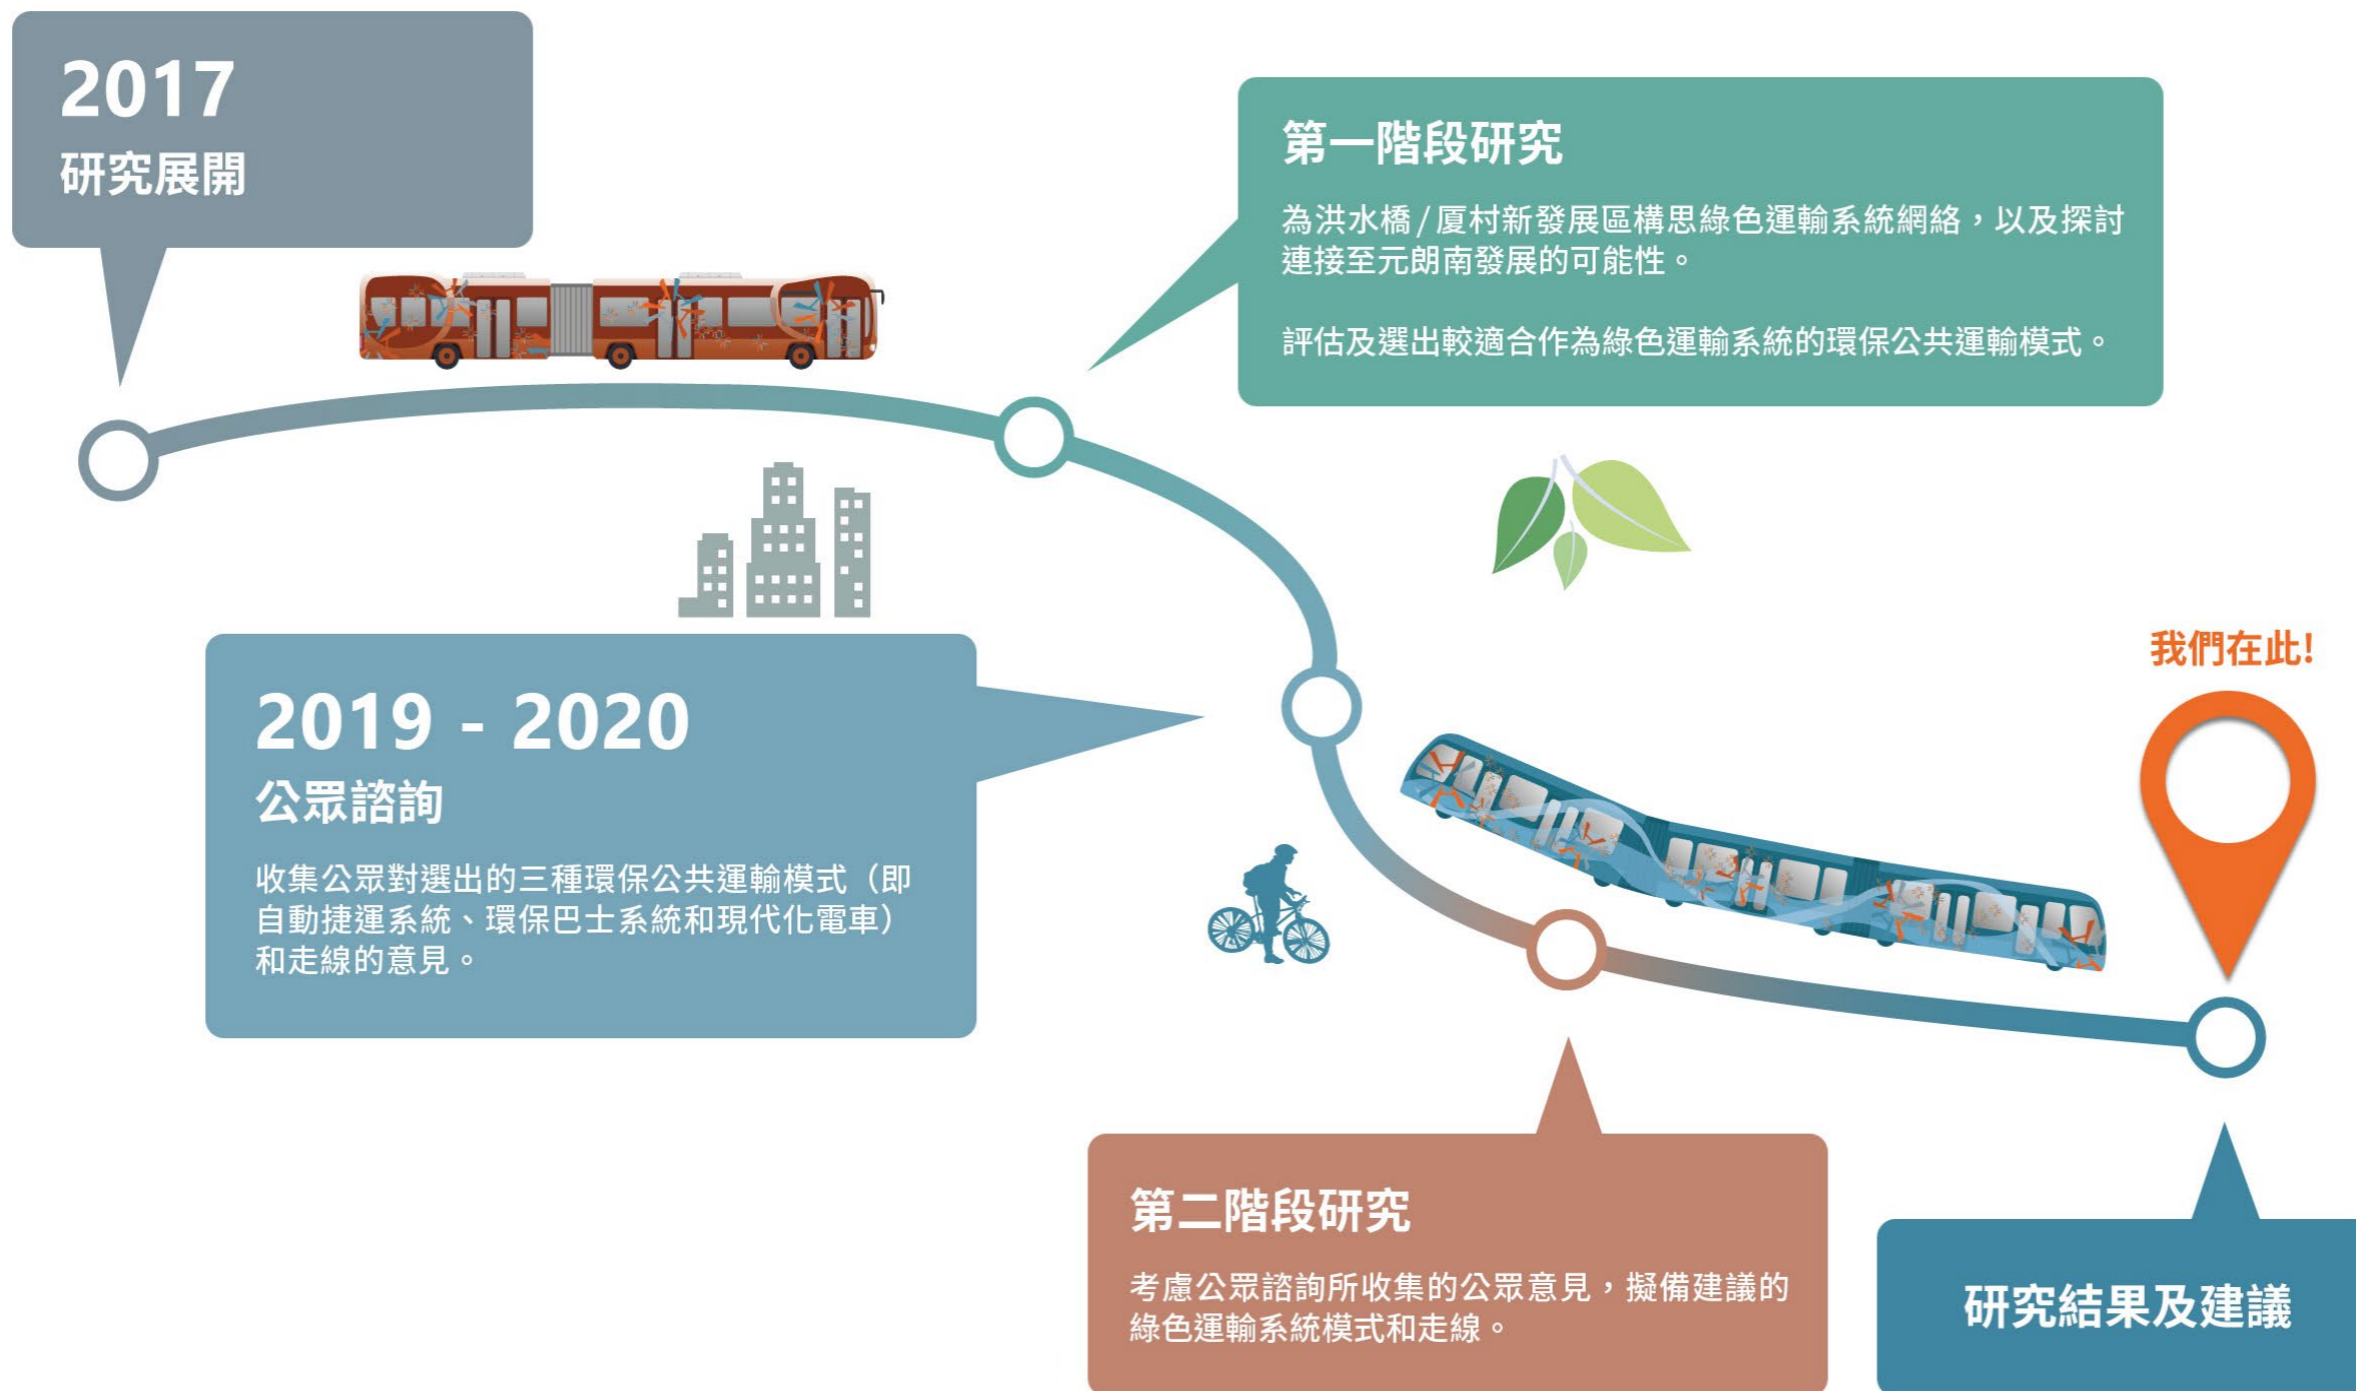 2017
研究展開
第一階段研究
為洪水橋/厦村新發展區構思綠色運輸系統網絡，以及探討
連接至元朗南發展的可能性。
評估及選出較適合作為綠色運輸系統的環保公共運輸模式。
2019 - 2020
公眾諮詢
收集公眾對選出的三種環保公共運輸模式（即
自動捷運系統、環保巴士系統和現代化電車）
和走線的意見。
我們在此!
第二階段研究
考慮公眾諮詢所收集的公眾意見，擬備建議的
綠色運輸系統模式和走線。
研究結果及建議